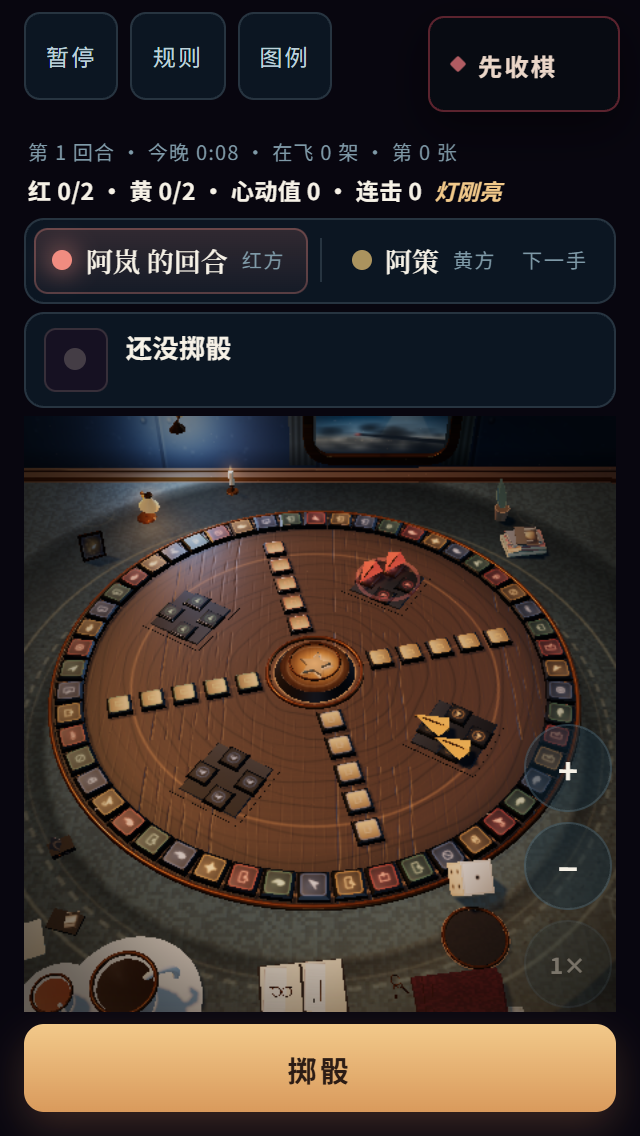 暂停 规则 图例
先收棋
第 1 回合 · 今晚 0:08 · 在飞 0 架 · 第 0 张
红 0/2 · 黄 0/2 · 心动值 0 · 连击 0 灯刚亮
阿岚 的回合 红方 阿策 黄方 下一手
还没掷骰
+
−
1×
掷骰